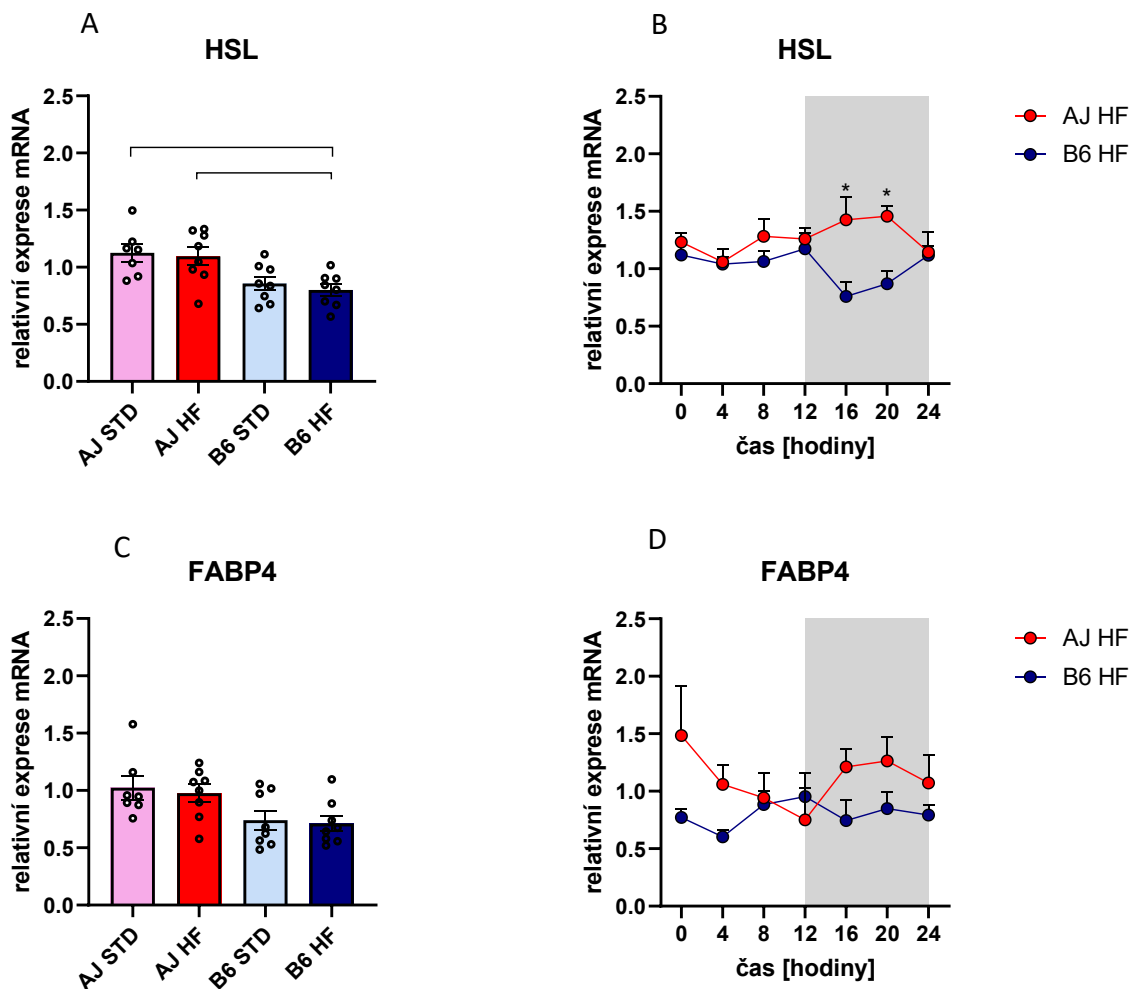 A
HSL
relativní exprese mRNA
2.5
2.0
1.5
1.0
0.5
0.0
AJ STD
AJ HF
B6 STD
B6 HF
B
HSL
relativní exprese mRNA
2.5
2.0
1.5
1.0
0.5
0.0
* *
0 4 8 12 16 20 24
čas [hodiny]
AJ HF
B6 HF
C
FABP4
relativní exprese mRNA
2.5
2.0
1.5
1.0
0.5
0.0
AJ STD
AJ HF
B6 STD
B6 HF
D
FABP4
relativní exprese mRNA
2.5
2.0
1.5
1.0
0.5
0.0
0 4 8 12 16 20 24
čas [hodiny]
AJ HF
B6 HF